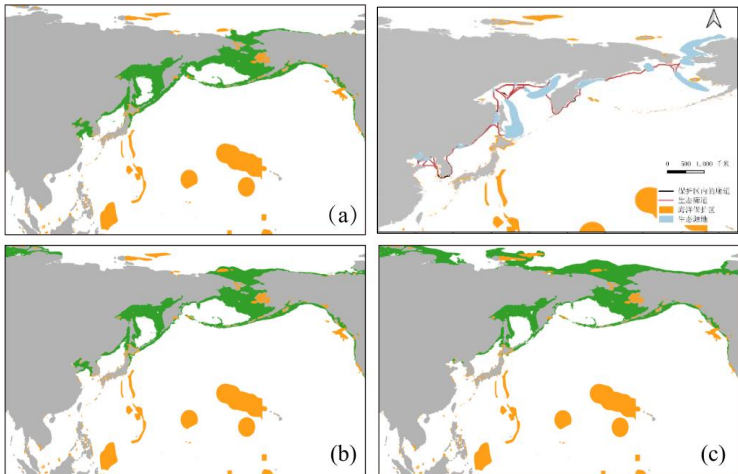 (a)
0 500 1,000 千米
保护区内的廊道
生态廊道
海洋保护区
生态源地
(b)
(c)